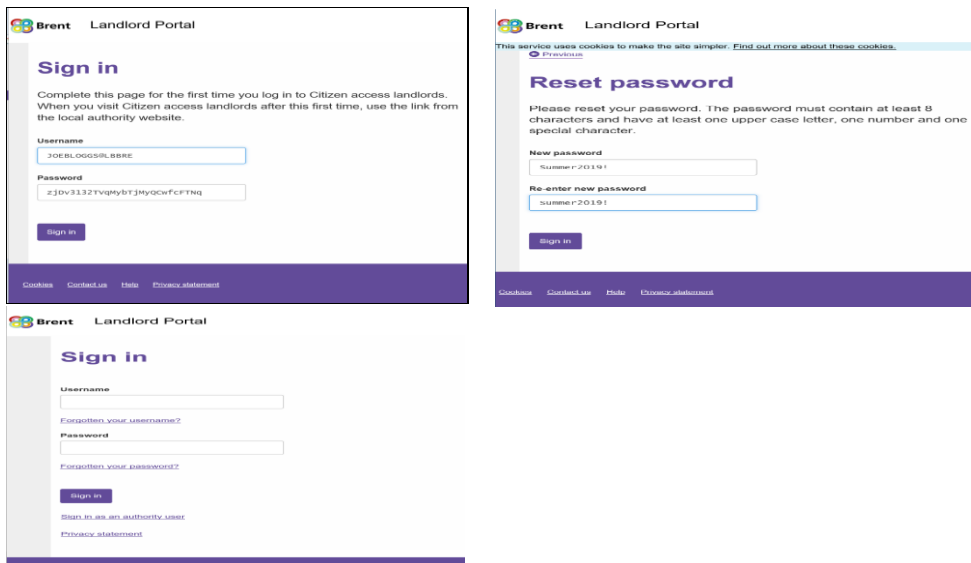 Brent Landlord Portal
Sign in
Complete this page for the first time you log in to Citizen access landlords.
When you visit Citizen access landlords after this first time, use the link from
the local authority website.
Username
JOEBLOGGS@LBBRE
Password
zjDv3132TVqMybTjMyQCwfcFTNq
Sign in
Cookies Contact us Help Privacy statement
Brent Landlord Portal
This service uses cookies to make the site simpler. Find out more about these cookies.
Previous
Reset password
Please reset your password. The password must contain at least 8
characters and have at least one upper case letter, one number and one
special character.
New password
Summer2019!
Re-enter new password
Summer2019!
Sign in
Cookies Contact us Help Privacy statement
Brent Landlord Portal
Sign in
Username
Forgotten your username?
Password
Forgotten your password?
Sign in
Sign in as an authority user
Privacy statement